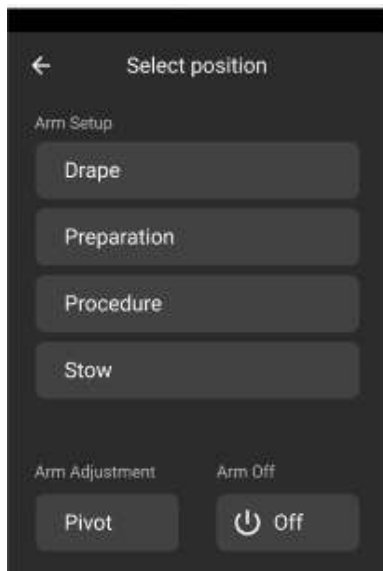 Select position
Arm Setup
Drape
Preparation
Procedure
Stow
Arm Adjustment
Arm Off
Pivot
Off